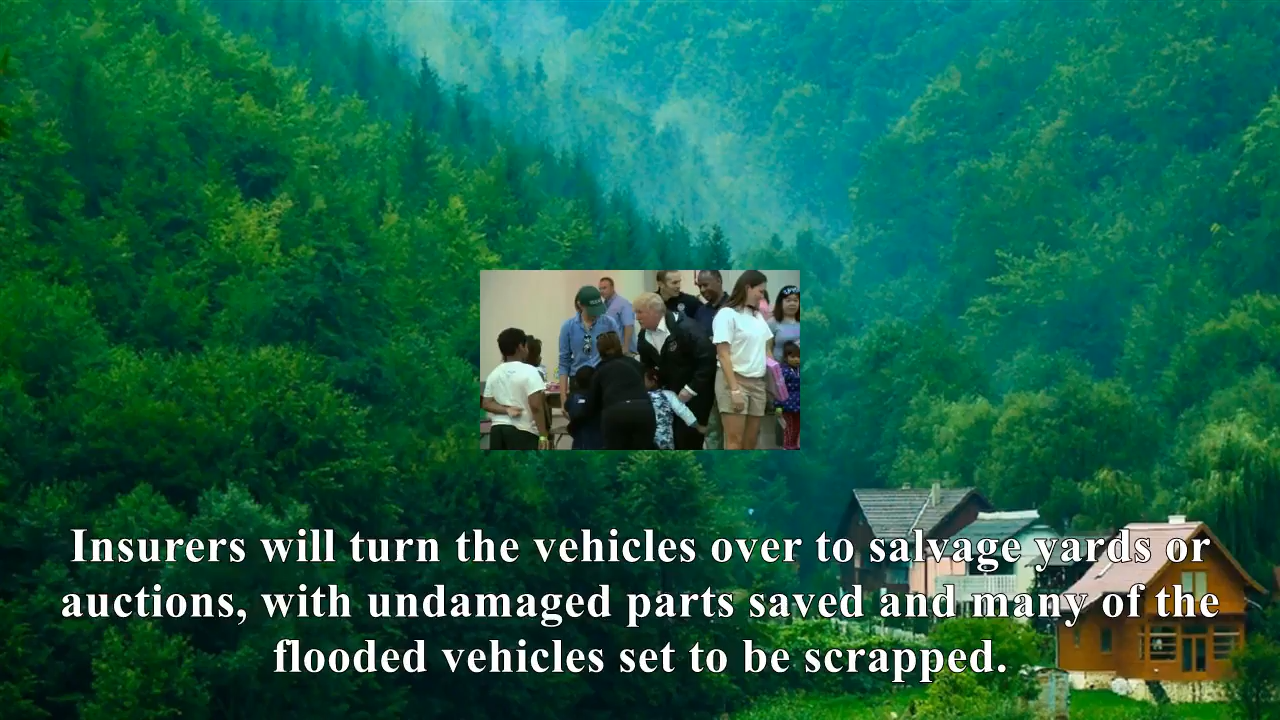 Insurers will turn the vehicles over to salvage yards or
auctions, with undamaged parts saved and many of the
flooded vehicles set to be scrapped.